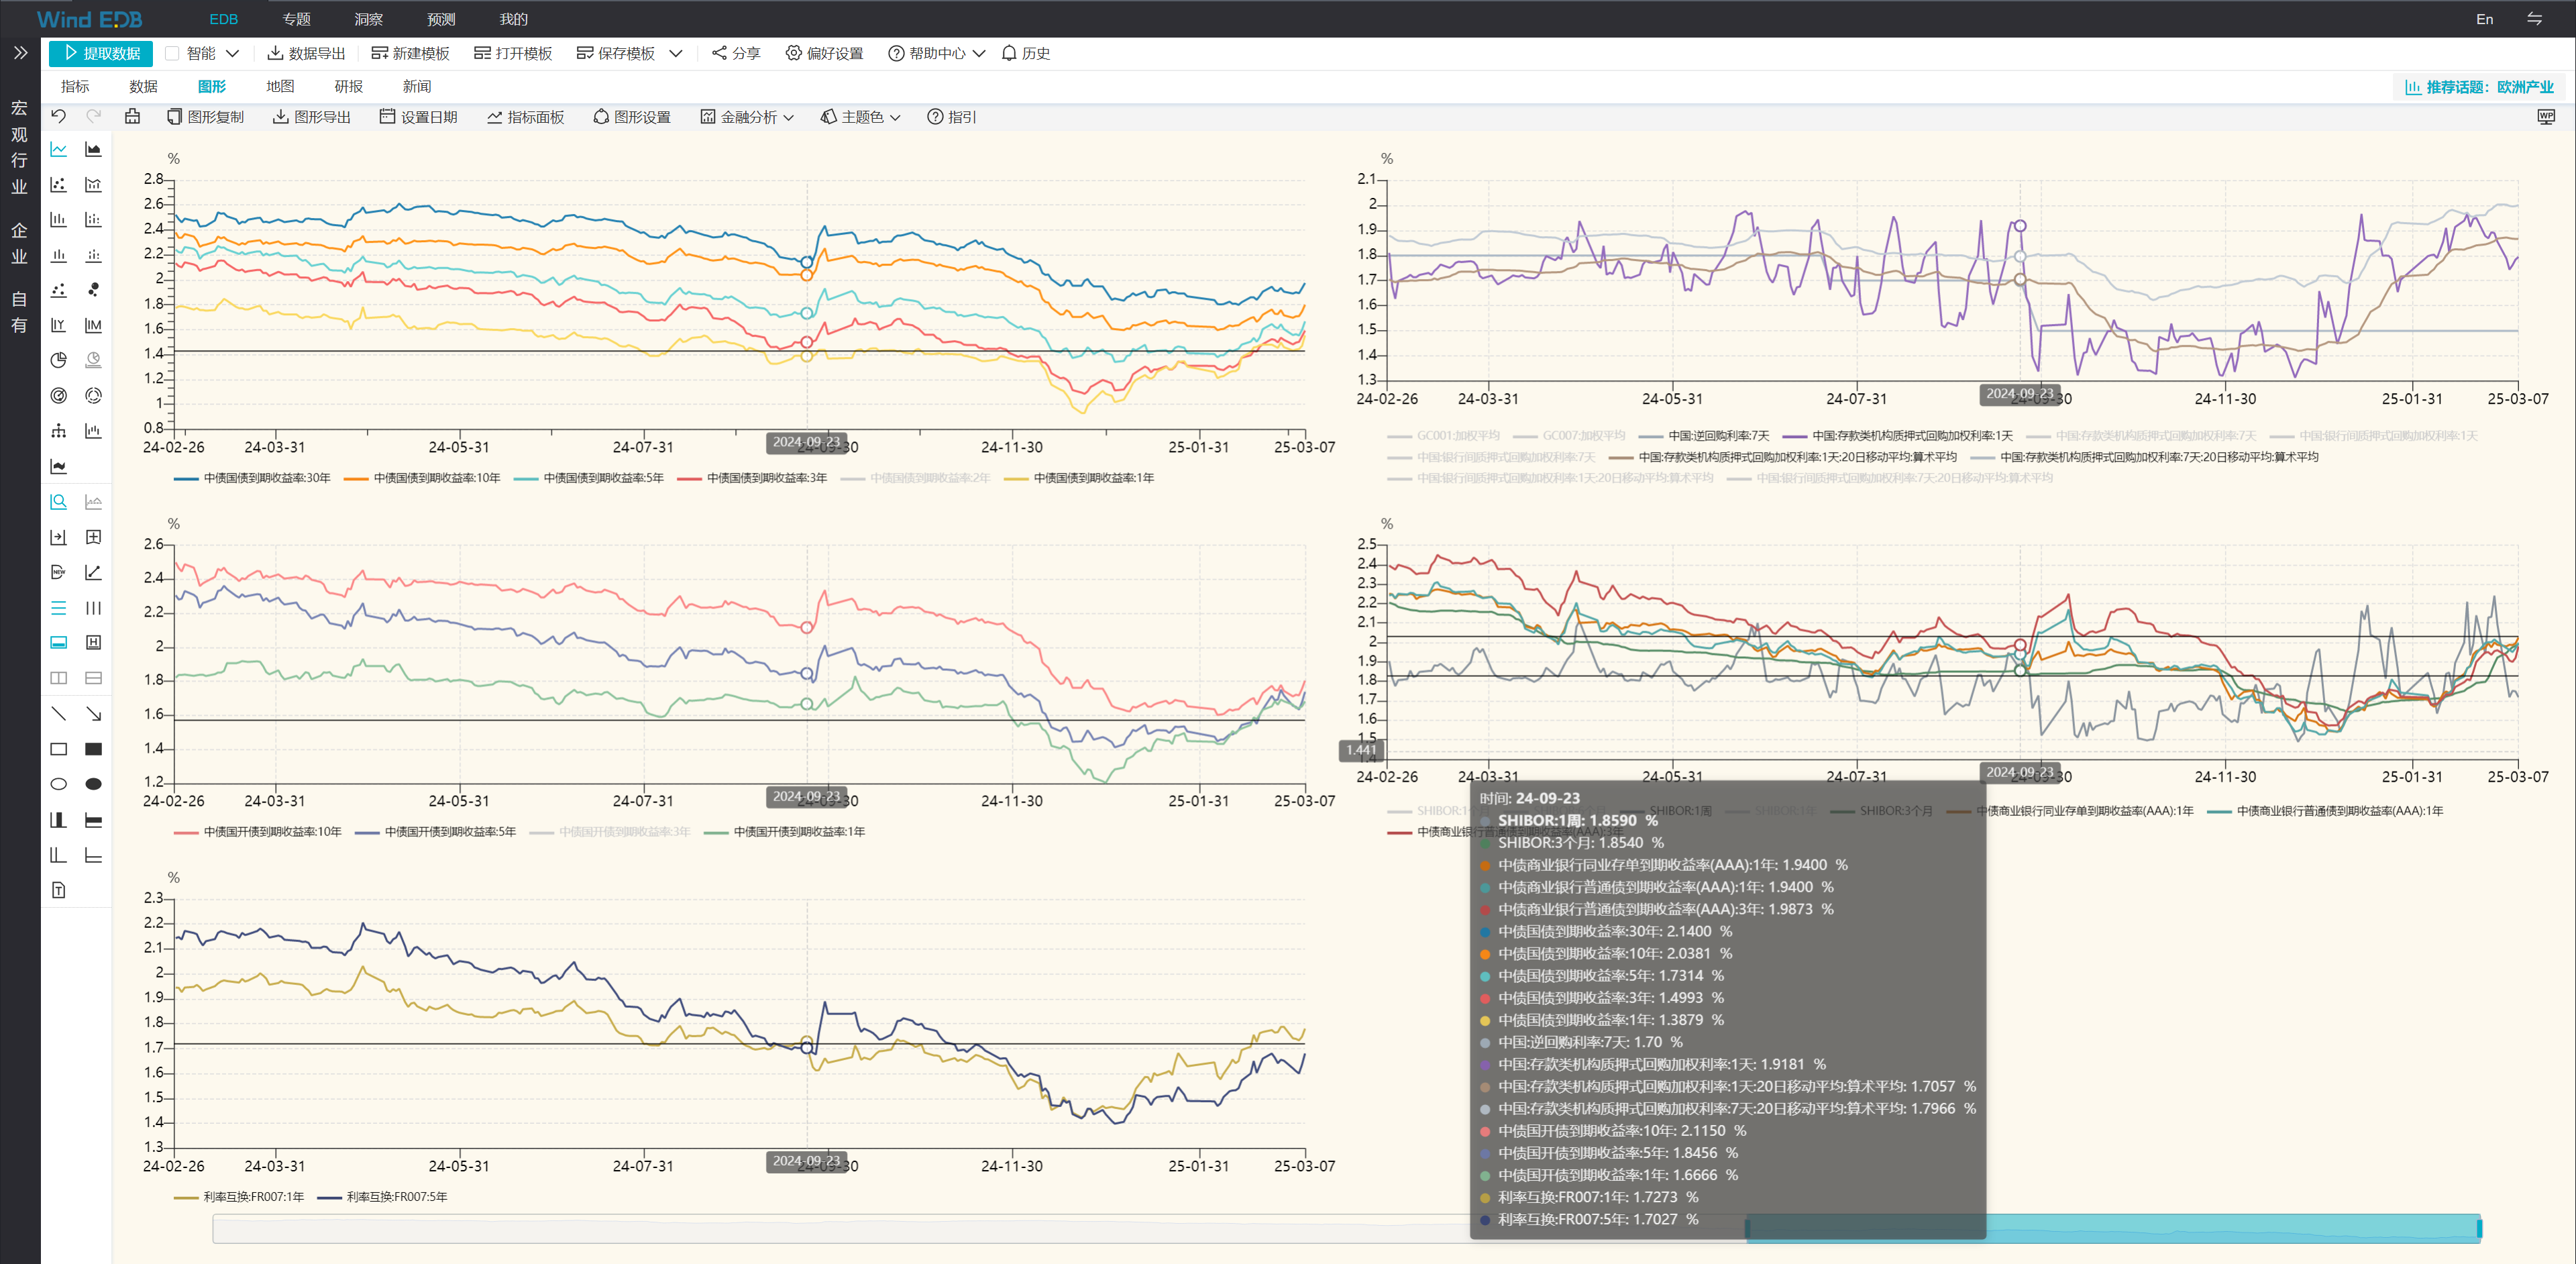 Wind EDB EDB 专题 洞察 预测 我的 En
提取数据 智能 数据导出 新建模板 打开模板 保存模板 分享 偏好设置 帮助中心 历史
指标 数据 图形 地图 研报 新闻 推荐话题：欧洲产业
图形复制 图形导出 设置日期 指标面板 图形设置 金融分析 主题色 指引 WP
宏观行业
企业
自有
%
2.8
2.6
2.4
2.2
2
1.8
1.6
1.4
1.2
1
0.8
24-02-26 24-03-31 24-05-31 24-07-31 2024-09-23 24-09-30 24-11-30 25-01-31 25-03-07
中债国债到期收益率:30年 中债国债到期收益率:10年 中债国债到期收益率:5年 中债国债到期收益率:3年 中债国债到期收益率:2年 中债国债到期收益率:1年
%
2.1
2
1.9
1.8
1.7
1.6
1.5
1.4
1.3
24-02-26 24-03-31 24-05-31 24-07-31 2024-09-23 24-09-30 24-11-30 25-01-31 25-03-07
GC001:加权平均 GC007:加权平均 中国:逆回购利率:7天 中国:存款类机构质押式回购加权利率:1天 中国:存款类机构质押式回购加权利率:7天 中国:银行间质押式回购加权利率:1天
中国:银行间质押式回购加权利率:7天 中国:存款类机构质押式回购加权利率:1天:20日移动平均:算术平均 中国:存款类机构质押式回购加权利率:7天:20日移动平均:算术平均
中国:银行间质押式回购加权利率:1天:20日移动平均:算术平均 中国:银行间质押式回购加权利率:7天:20日移动平均:算术平均
%
2.6
2.4
2.2
2
1.8
1.6
1.4
1.2
24-02-26 24-03-31 24-05-31 24-07-31 2024-09-23 24-09-30 24-11-30 25-01-31 25-03-07
中债国开债到期收益率:10年 中债国开债到期收益率:5年 中债国开债到期收益率:3年 中债国开债到期收益率:1年
%
2.5
2.4
2.3
2.2
2.1
2
1.9
1.8
1.7
1.6
1.5
1.441
1.4
24-02-26 24-03-31 24-05-31 24-07-31 2024-09-23 24-09-30 24-11-30 25-01-31 25-03-07
SHIBOR:1 SHIBOR:1周 SHIBOR:1年 SHIBOR:3个月 中债商业银行同业存单到期收益率(AAA):1年 中债商业银行普通债到期收益率(AAA):1年
中债商业银行普通债到期收益率(AAA):3年
%
2.3
2.2
2.1
2
1.9
1.8
1.7
1.6
1.5
1.4
1.3
24-02-26 24-03-31 24-05-31 24-07-31 2024-09-23 24-09-30 24-11-30 25-01-31 25-03-07
利率互换:FR007:1年 利率互换:FR007:5年
时间: 24-09-23
SHIBOR:1周: 1.8590 %
SHIBOR:3个月: 1.8540 %
中债商业银行同业存单到期收益率(AAA):1年: 1.9400 %
中债商业银行普通债到期收益率(AAA):1年: 1.9400 %
中债商业银行普通债到期收益率(AAA):3年: 1.9873 %
中债国债到期收益率:30年: 2.1400 %
中债国债到期收益率:10年: 2.0381 %
中债国债到期收益率:5年: 1.7314 %
中债国债到期收益率:3年: 1.4993 %
中债国债到期收益率:1年: 1.3879 %
中国:逆回购利率:7天: 1.70 %
中国:存款类机构质押式回购加权利率:1天: 1.9181 %
中国:存款类机构质押式回购加权利率:1天:20日移动平均:算术平均: 1.7057 %
中国:存款类机构质押式回购加权利率:7天:20日移动平均:算术平均: 1.7966 %
中债国开债到期收益率:10年: 2.1150 %
中债国开债到期收益率:5年: 1.8456 %
中债国开债到期收益率:1年: 1.6666 %
利率互换:FR007:1年: 1.7273 %
利率互换:FR007:5年: 1.7027 %